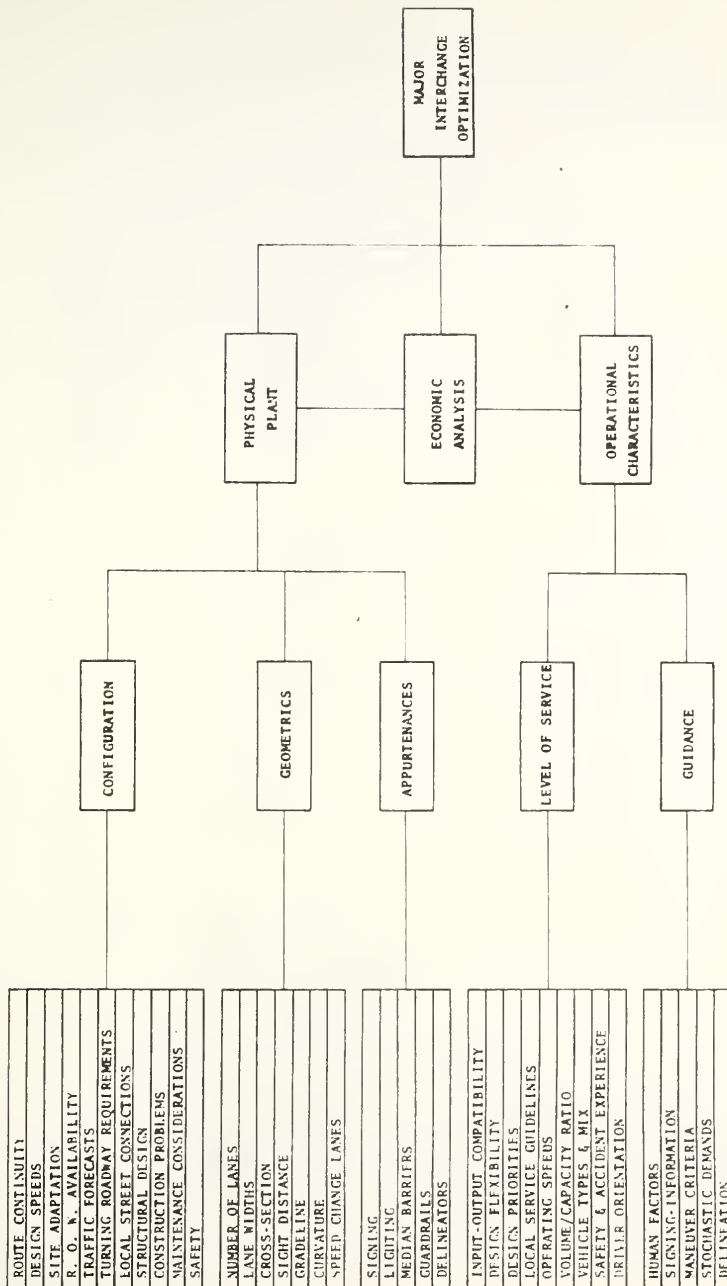 ROUTE CONTINUITY
DESIGN SPEEDS
SITE ADAPTATION
R. O. W. AVAILABILITY
TRAFFIC FORECASTS
TURNING ROADWAY REQUIREMENTS
LOCAL STREET CONNECTIONS
STRUCTURAL DESIGN
CONSTRUCTION PROBLEMS
MAINTENANCE CONSIDERATIONS
SAFETY
NUMBER OF LANES
LANE WIDTHS
CROSS-SECTION
SIGHT DISTANCE
GRADELINE
CURVATURE
SPEED CHANGE LANES
SIGNING
LIGHTING
MEDIAN BARRIERS
GUARDRAILS
DELINEATORS
INPUT-OUTPUT COMPATIBILITY
DESIGN FLEXIBILITY
DESIGN PRIORITIES
LOCAL SERVICE GUIDELINES
OPERATING SPEEDS
VOLUME/CAPACITY RATIO
VEHICLE TYPES & MIX
SAFETY & ACCIDENT EXPERIENCE
DRIVER ORIENTATION
HUMAN FACTORS
SIGNING-INFORMATION
MANEUVER CRITERIA
STOCHASTIC DEMANDS
DELINEATION
CONFIGURATION
GEOMETRICS
APPURTENANCES
LEVEL OF SERVICE
GUIDANCE
PHYSICAL
PLANT
ECONOMIC
ANALYSIS
OPERATIONAL
CHARACTERISTICS
MAJOR
INTERCHANGE
OPTIMIZATION